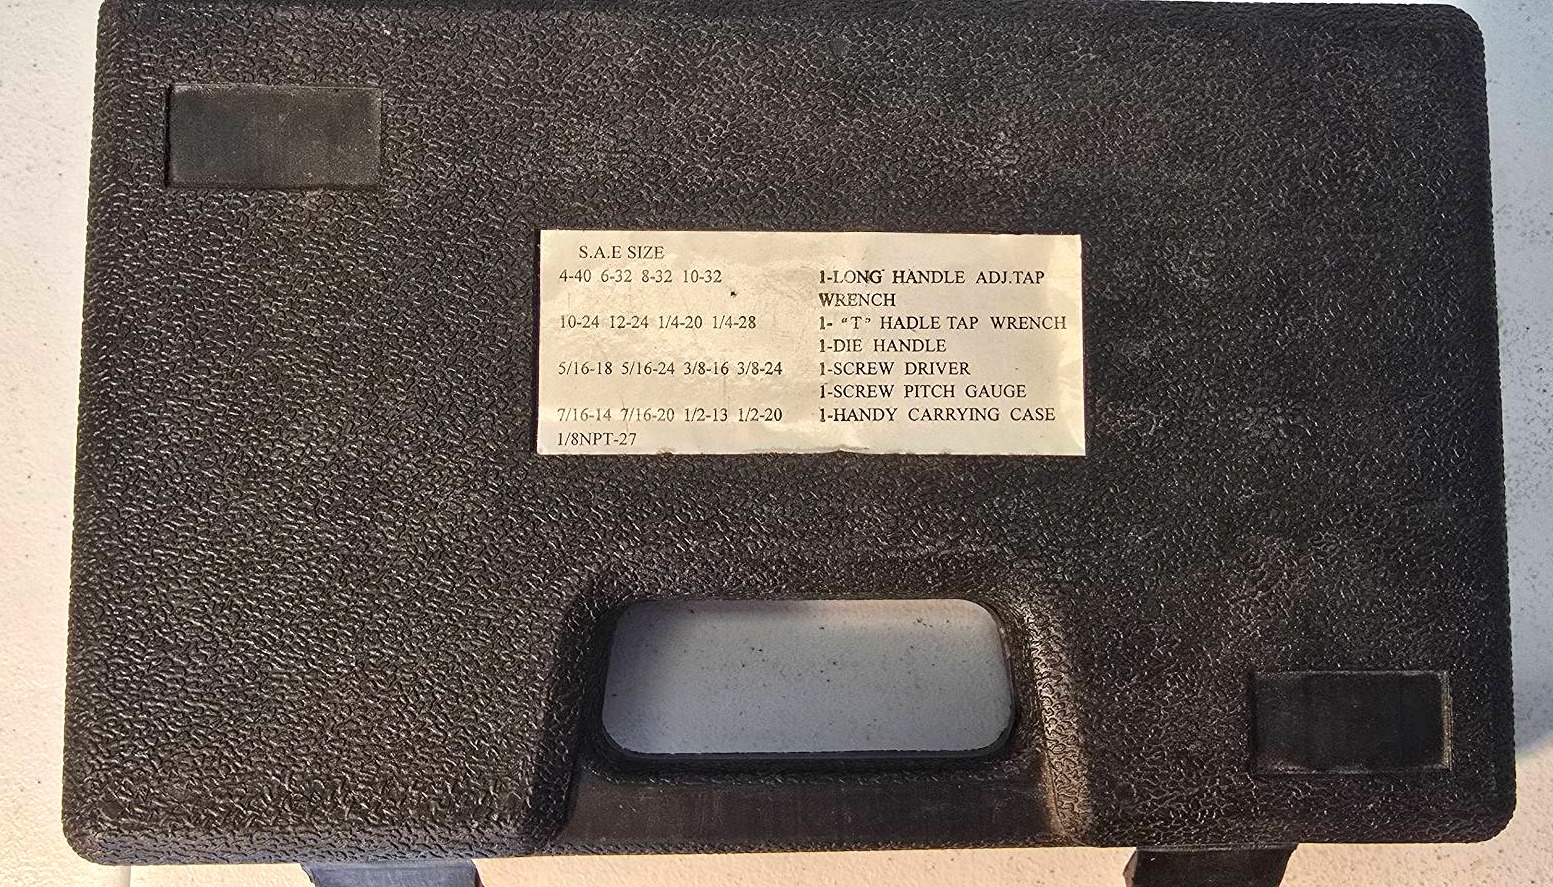 S.A.E SIZE
4-40 6-32 8-32 10-32
10-24 12-24 1/4-20 1/4-28
5/16-18 5/16-24 3/8-16 3/8-24
7/16-14 7/16-20 1/2-13 1/2-20
1/8NPT-27
1-LONG HANDLE ADJ.TAP
WRENCH
1- "T" HADLE TAP WRENCH
1-DIE HANDLE
1-SCREW DRIVER
1-SCREW PITCH GAUGE
1-HANDY CARRYING CASE